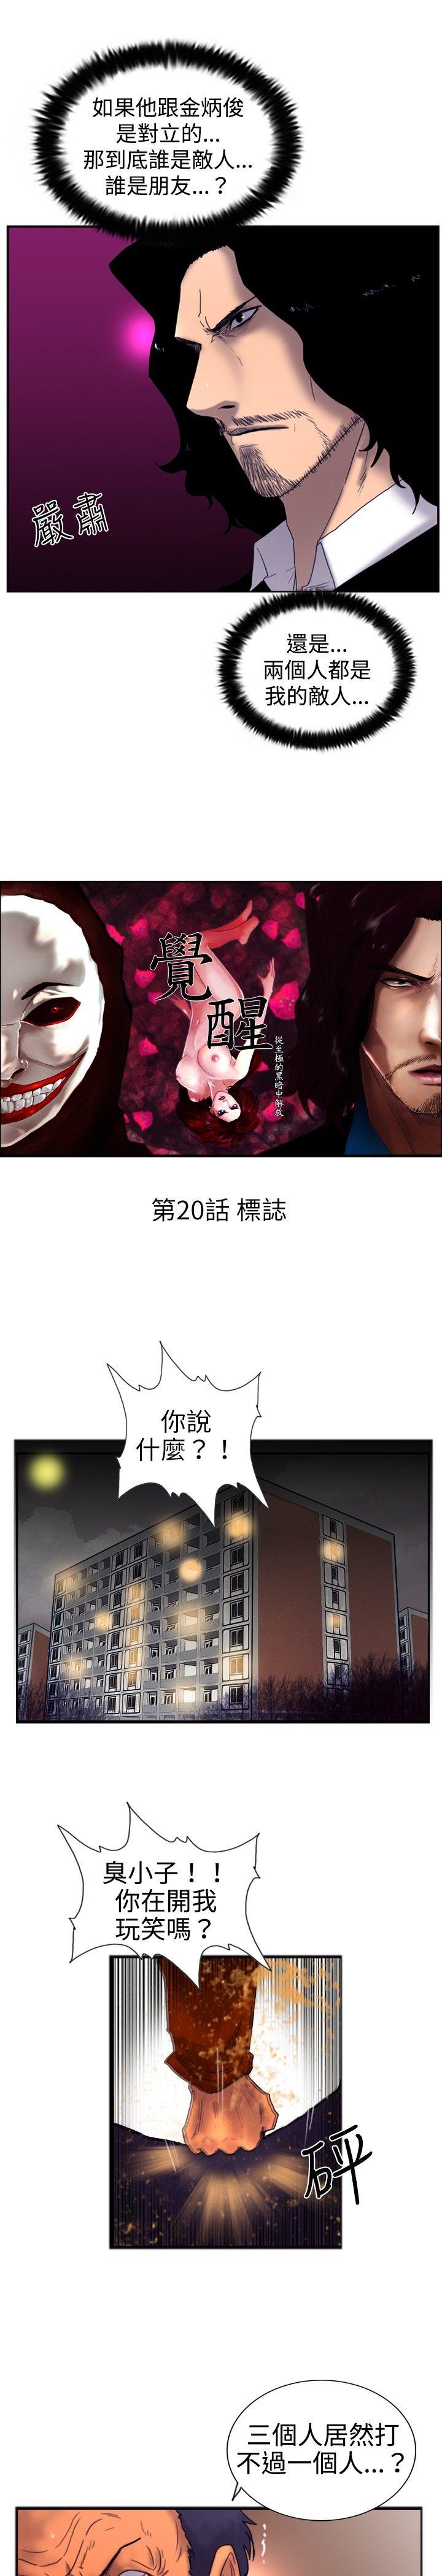 如果他跟金炳俊
是對立的...
那到底誰是敵人...
誰是朋友...？
嚴肅
還是...
兩個人都是
我的敵人...
覺醒
從至極的黑暗中解放
第20話 標誌
你說
什麼？！
臭小子！！
你在開我
玩笑嗎？
砰
三個人居然打
不過一個人...？